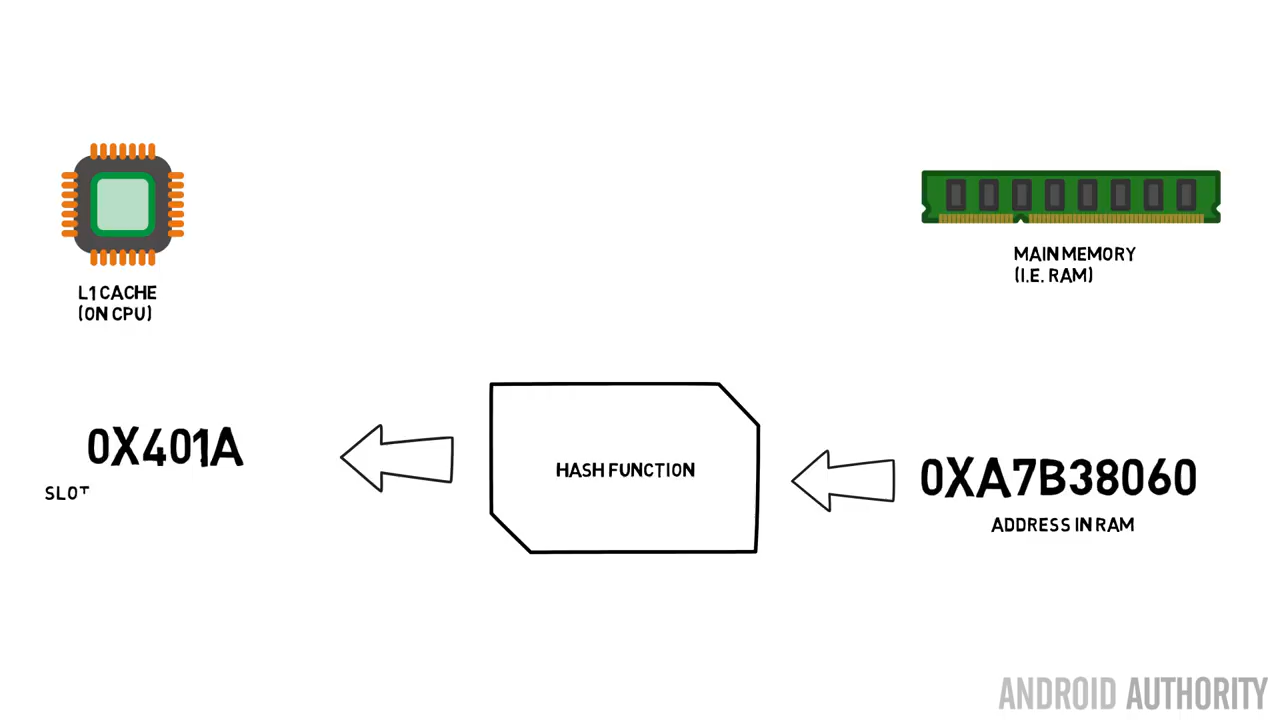 L1 CACHE
(ON CPU)
MAIN MEMORY
(I.E. RAM)
0X401A
SLOT
HASH FUNCTION
0XA7B38060
ADDRESS IN RAM
ANDROID AUTHORITY